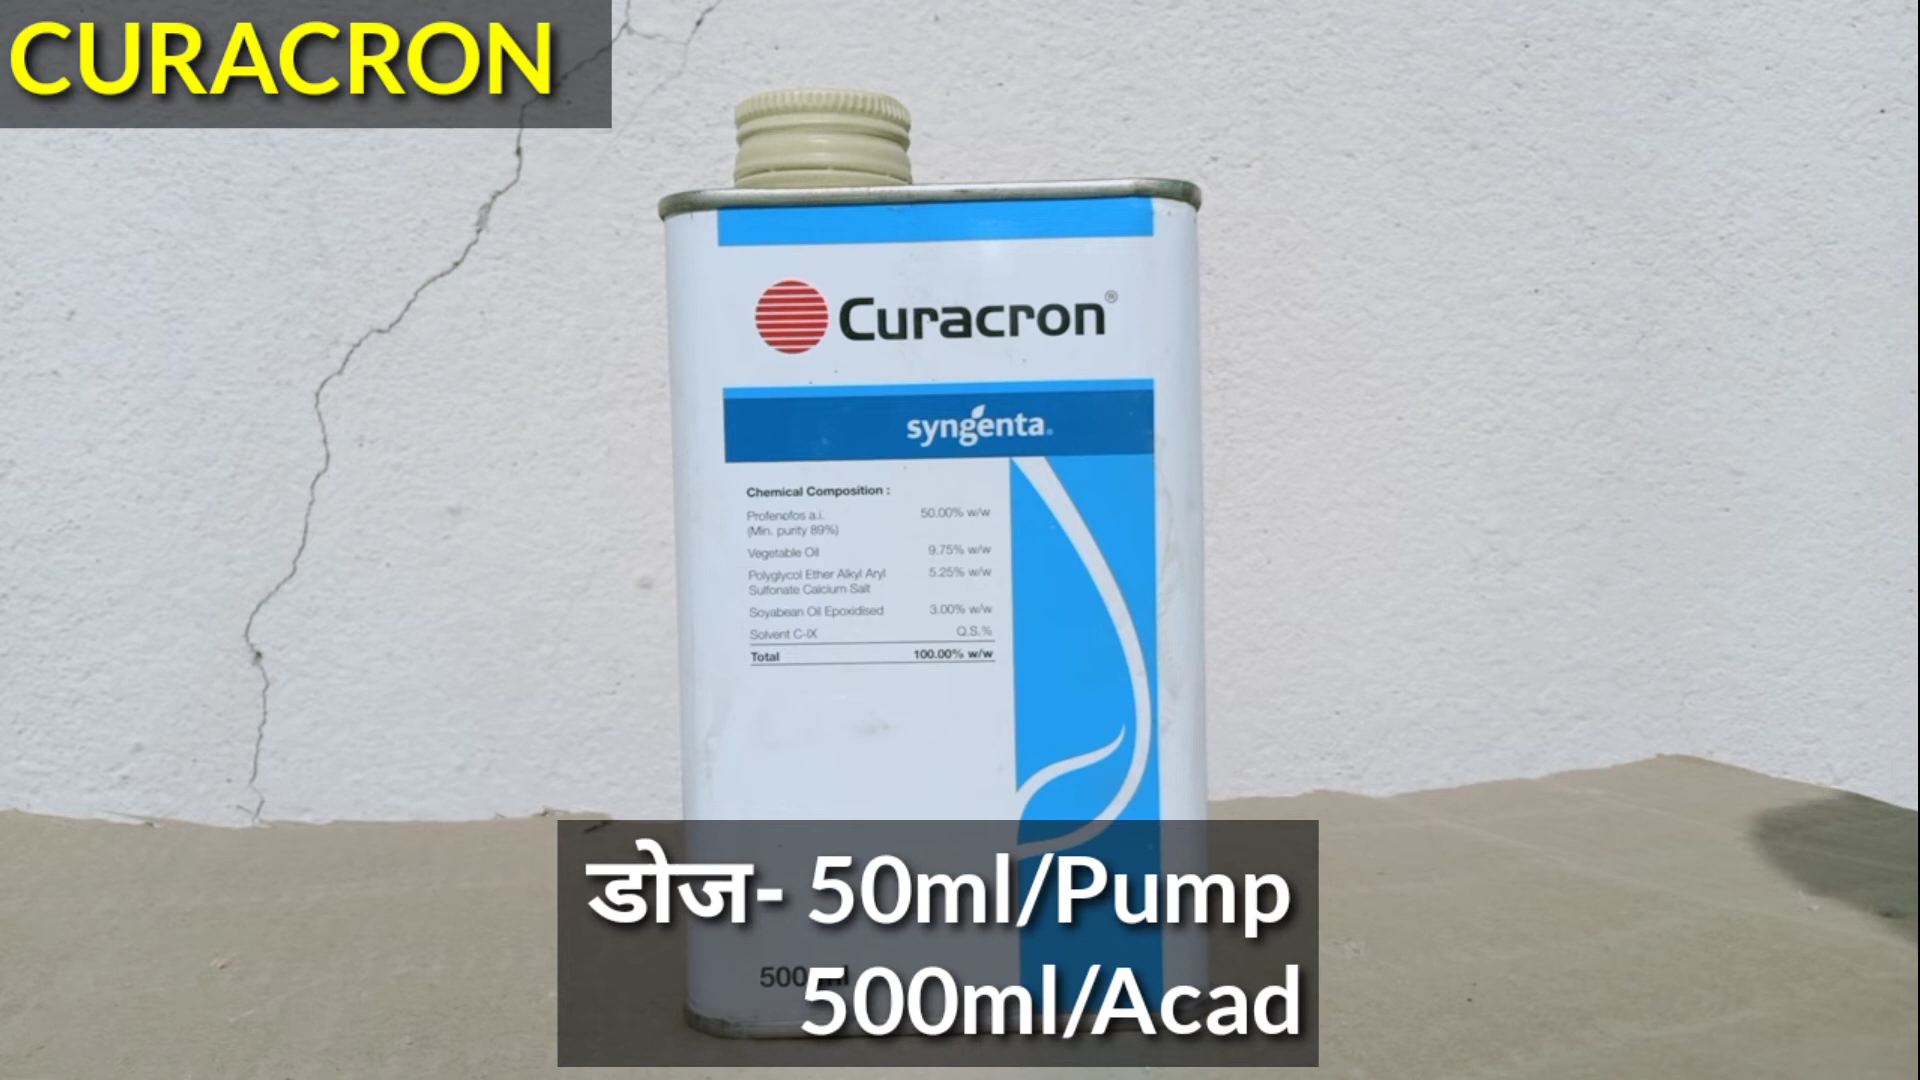 CURACRON
Curacron®
syngenta.
Chemical Composition :
Profenofos a.i. 50.00% w/w
(Min. purity 89%)
Vegetable Oil 9.75% w/w
Polyglycol Ether Alkyl Aryl 5.25% w/w
Sulfonate Calcium Salt
Soyabean Oil Epoxidised 3.00% w/w
Solvent C-IX Q.S.%
Total 100.00% w/w
500 ml
डोज- 50ml/Pump
500ml/Acad